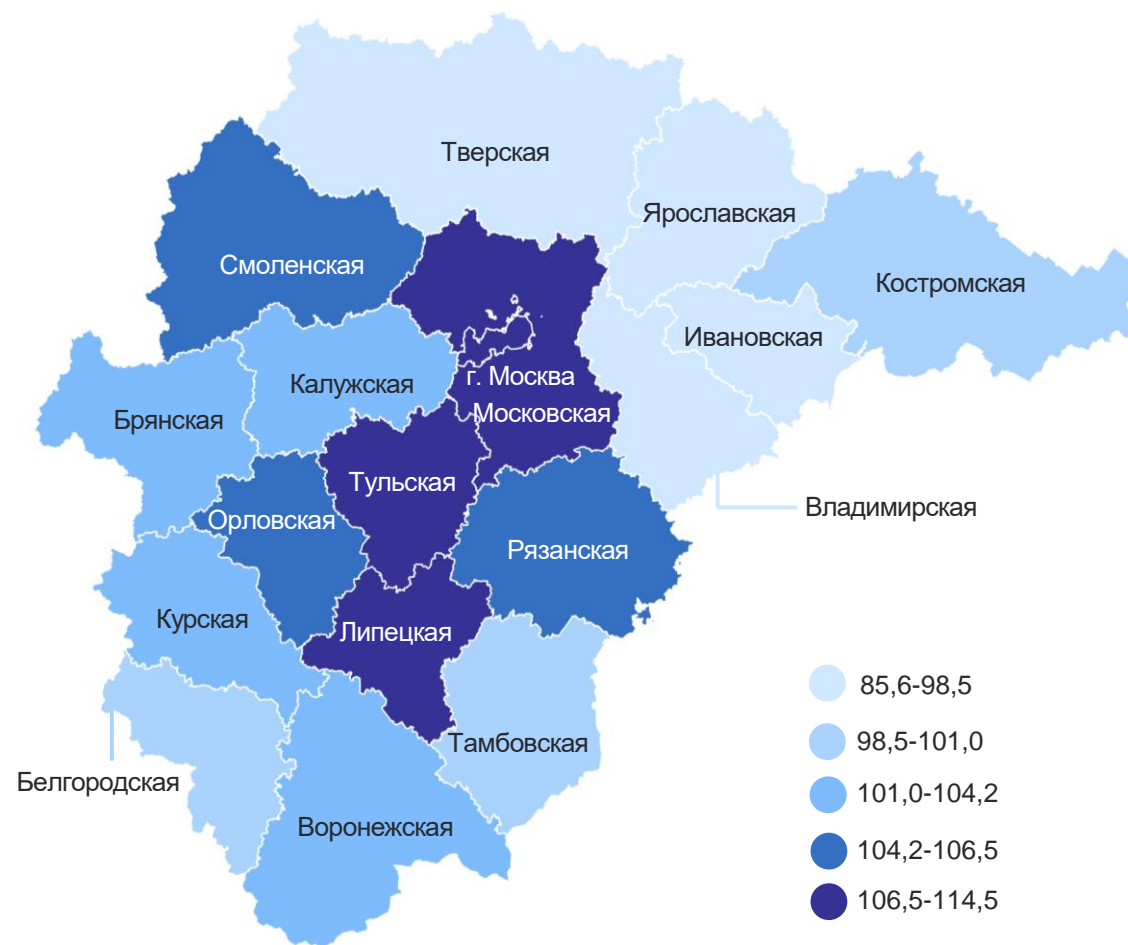 Тверская
Ярославская
Смоленская
Костромская
Ивановская
Калужская
г. Москва
Московская
Брянская
Тульская
Владимирская
Орловская
Рязанская
Курская
Липецкая
Тамбовская
Белгородская
Воронежская
85,6-98,5
98,5-101,0
101,0-104,2
104,2-106,5
106,5-114,5